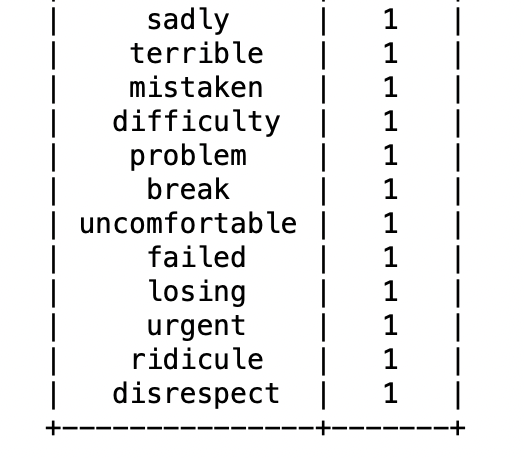 |     sadly     |   1   |
|    terrible   |   1   |
|    mistaken   |   1   |
|   difficulty  |   1   |
|    problem    |   1   |
|     break     |   1   |
| uncomfortable |   1   |
|     failed    |   1   |
|     losing    |   1   |
|     urgent    |   1   |
|    ridicule   |   1   |
|   disrespect  |   1   |
+---------------+-------+